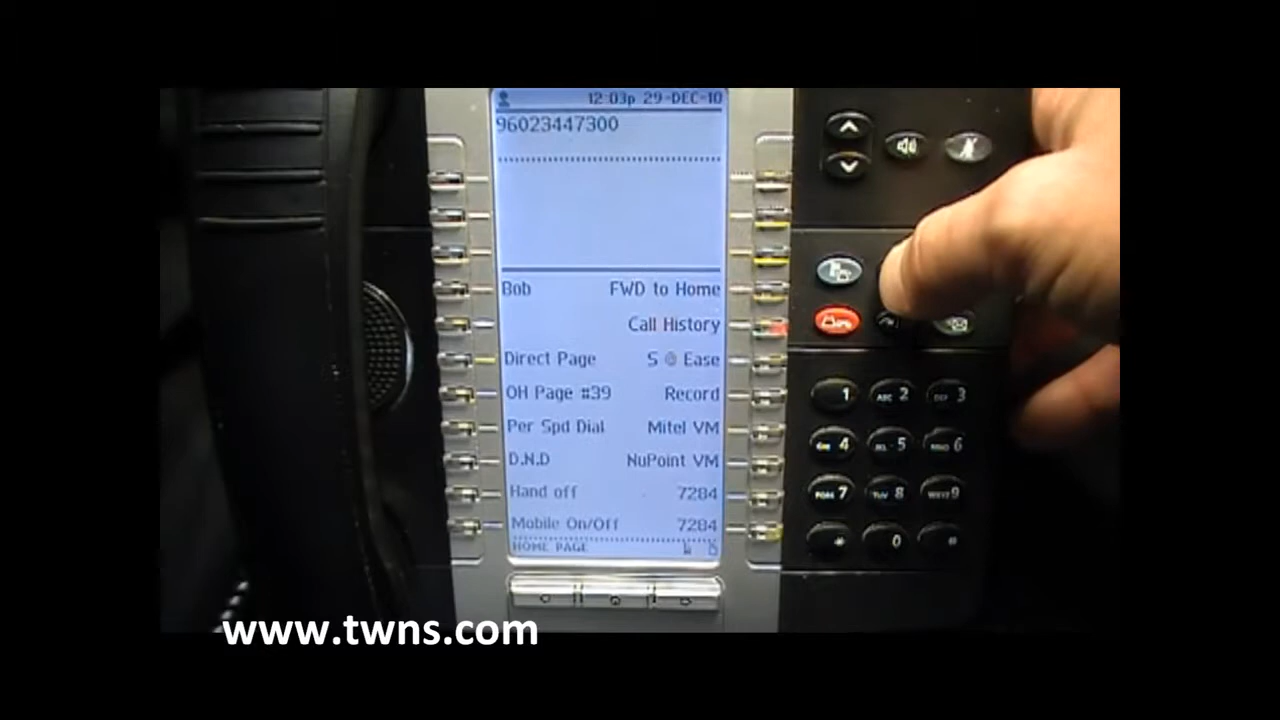 12:03p 29-DEC-10
96023447300
Bob FWD to Home
Call History
Direct Page S @ Ease
OH Page #39 Record
Per Spd Dial Mitel VM
D.N.D NuPoint VM
Hand off 7284
Mobile On/Off 7284
HOME PAGE
1 ABC 2 DEF 3
GHI 4 JKL 5 MNO 6
PQRS 7 TUV 8 WXYZ 9
* 0 #
www.twns.com